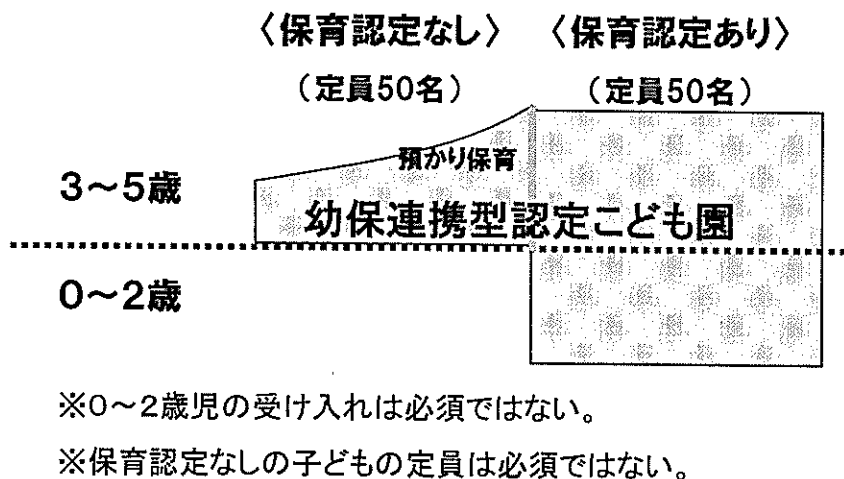 〈保育認定なし〉 〈保育認定あり〉
（定員50名） （定員50名）
預かり保育
3～5歳
幼保連携型認定こども園
0～2歳
※0～2歳児の受け入れは必須ではない。
※保育認定なしの子どもの定員は必須ではない。